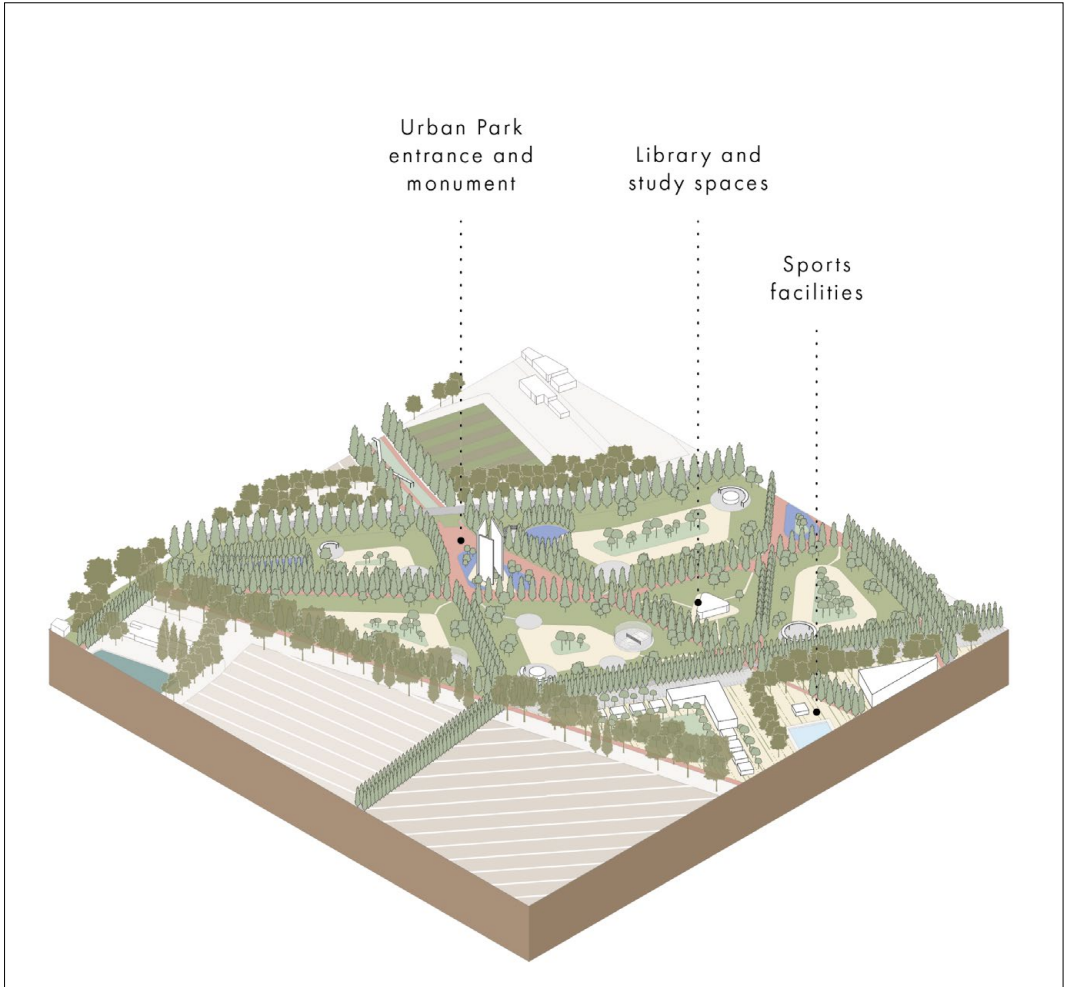 Urban Park
entrance and
monument
Library and
study spaces
Sports
facilities